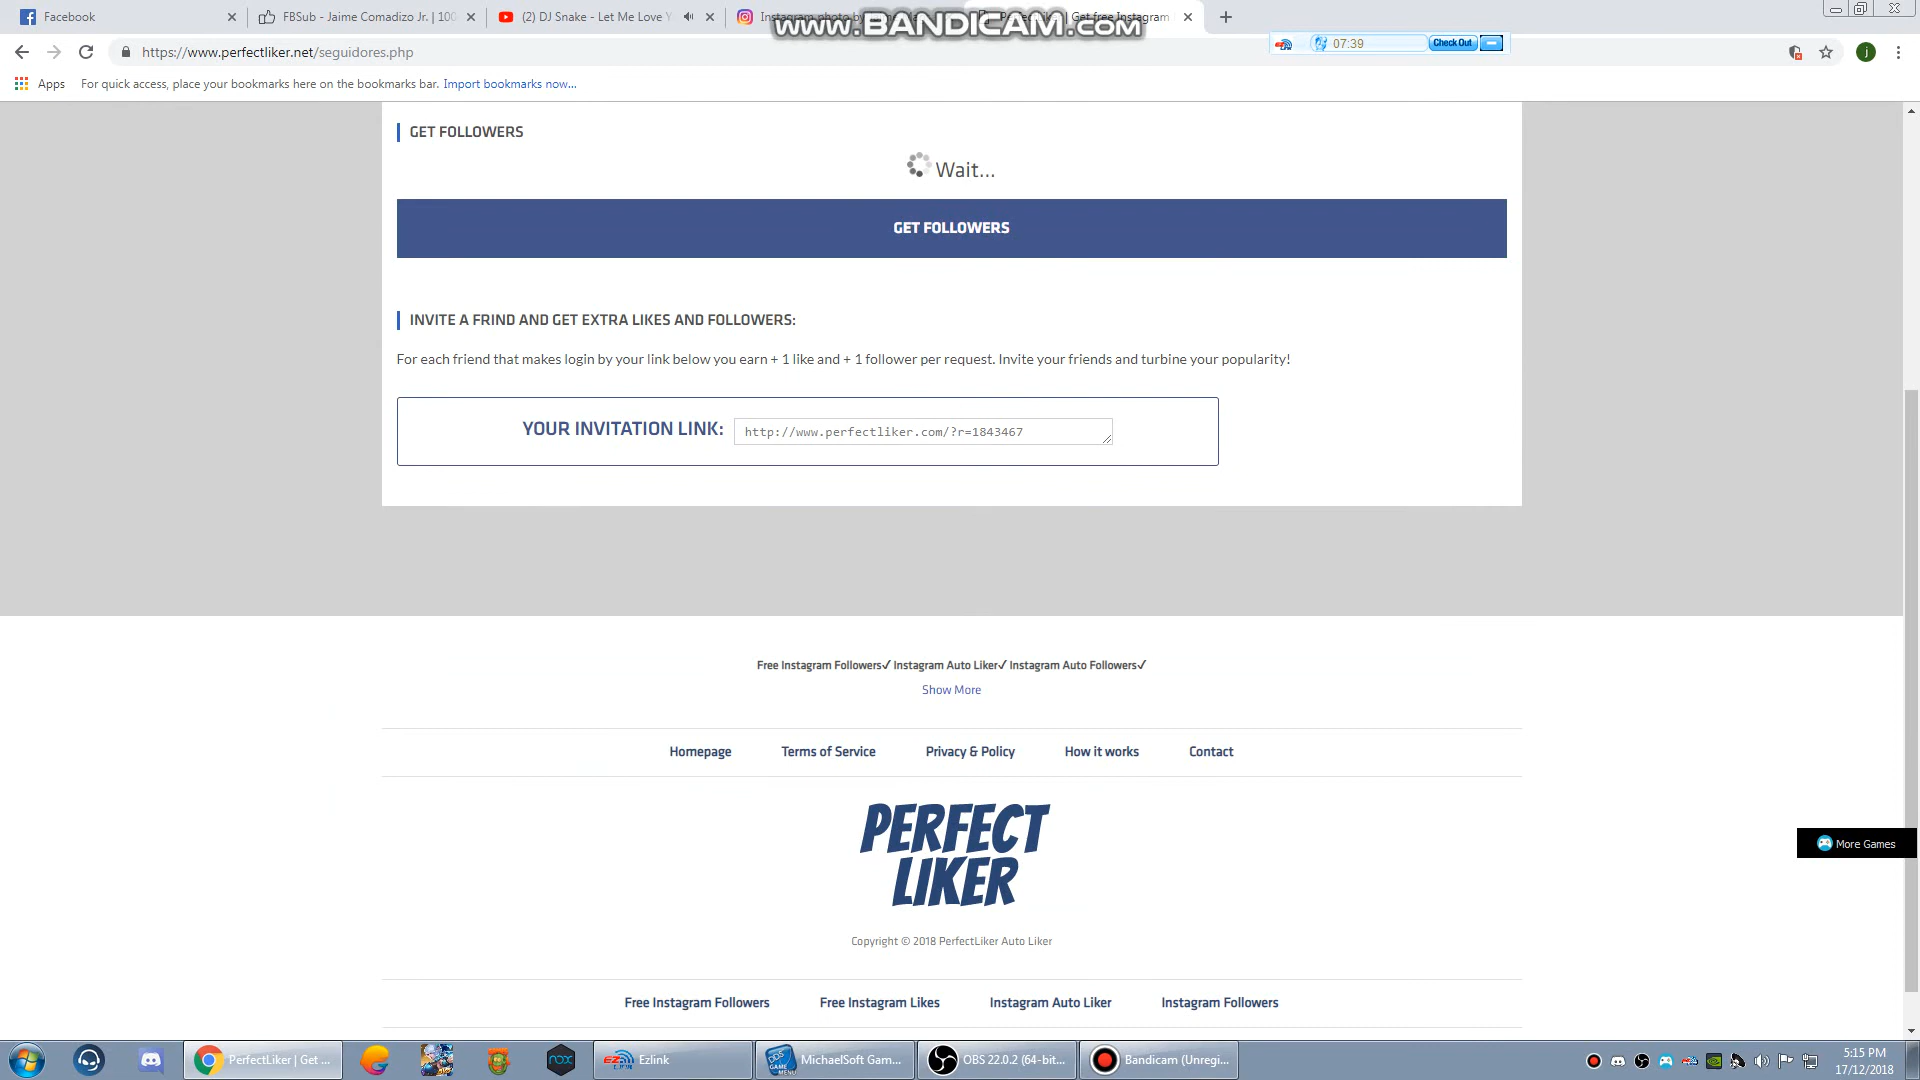 Facebook
FBSub - Jaime Comadizo Jr. | 100
(2) DJ Snake - Let Me Love Y
Instagram photo by
Get free Instagram
www.BANDICAM.com
https://www.perfectliker.net/seguidores.php
07:39
Check Out
j
Apps
For quick access, place your bookmarks here on the bookmarks bar. Import bookmarks now...
GET FOLLOWERS
Wait...
GET FOLLOWERS
INVITE A FRIND AND GET EXTRA LIKES AND FOLLOWERS:
For each friend that makes login by your link below you earn + 1 like and + 1 follower per request. Invite your friends and turbine your popularity!
YOUR INVITATION LINK:
http://www.perfectliker.com/?r=1843467
Free Instagram Followers✓ Instagram Auto Liker✓ Instagram Auto Followers✓
Show More
Homepage
Terms of Service
Privacy & Policy
How it works
Contact
PERFECT
LIKER
More Games
Copyright © 2018 PerfectLiker Auto Liker
Free Instagram Followers
Free Instagram Likes
Instagram Auto Liker
Instagram Followers
PerfectLiker | Get ...
nox
Ezlink
MichaelSoft Gam...
OBS 22.0.2 (64-bit...
Bandicam (Unregi...
5:15 PM
17/12/2018